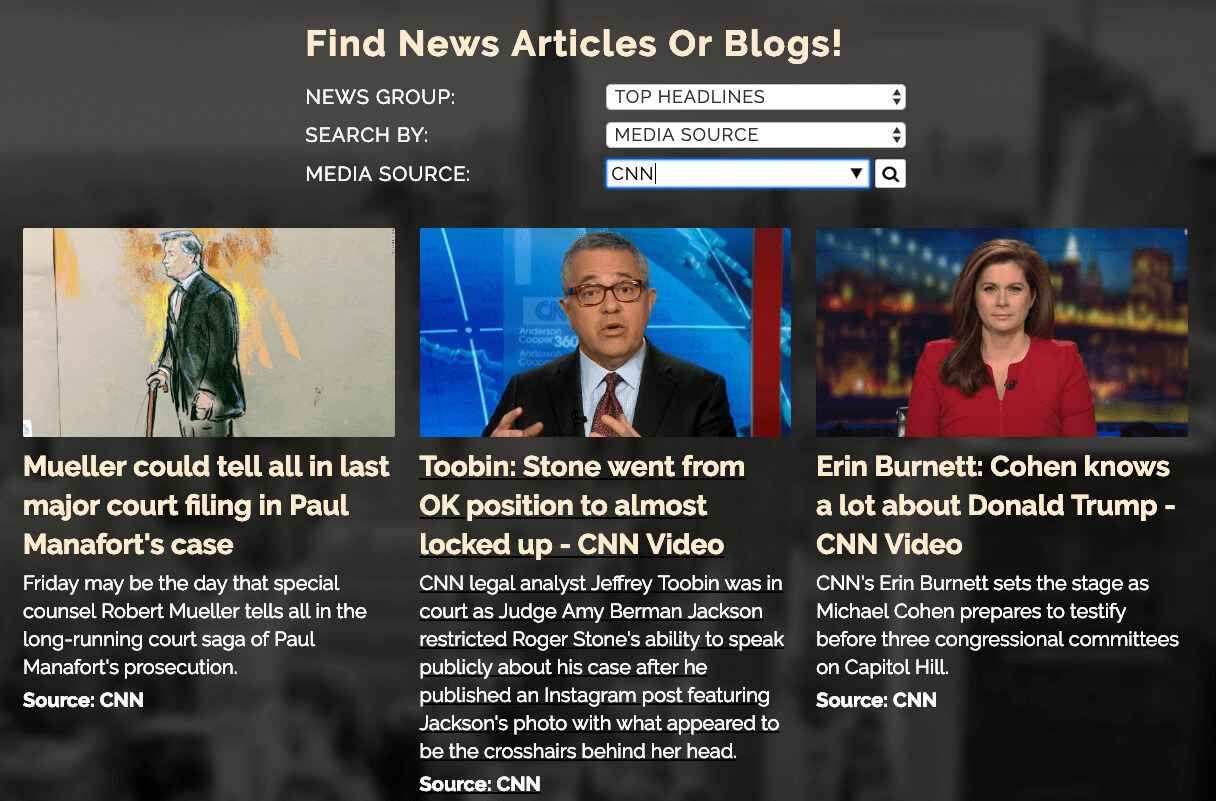 Find News Articles Or Blogs!
NEWS GROUP:
TOP HEADLINES
SEARCH BY:
MEDIA SOURCE
MEDIA SOURCE:
CNN
CN
Anderson
Cooper 360°
Anderson
Cooper
Mueller could tell all in last
major court filing in Paul
Manafort's case
Friday may be the day that special
counsel Robert Mueller tells all in the
long-running court saga of Paul
Manafort's prosecution.
Source: CNN
Toobin: Stone went from
OK position to almost
locked up - CNN Video
CNN legal analyst Jeffrey Toobin was in
court as Judge Amy Berman Jackson
restricted Roger Stone's ability to speak
publicly about his case after he
published an Instagram post featuring
Jackson's photo with what appeared to
be the crosshairs behind her head.
Source: CNN
Erin Burnett: Cohen knows
a lot about Donald Trump -
CNN Video
CNN's Erin Burnett sets the stage as
Michael Cohen prepares to testify
before three congressional committees
on Capitol Hill.
Source: CNN